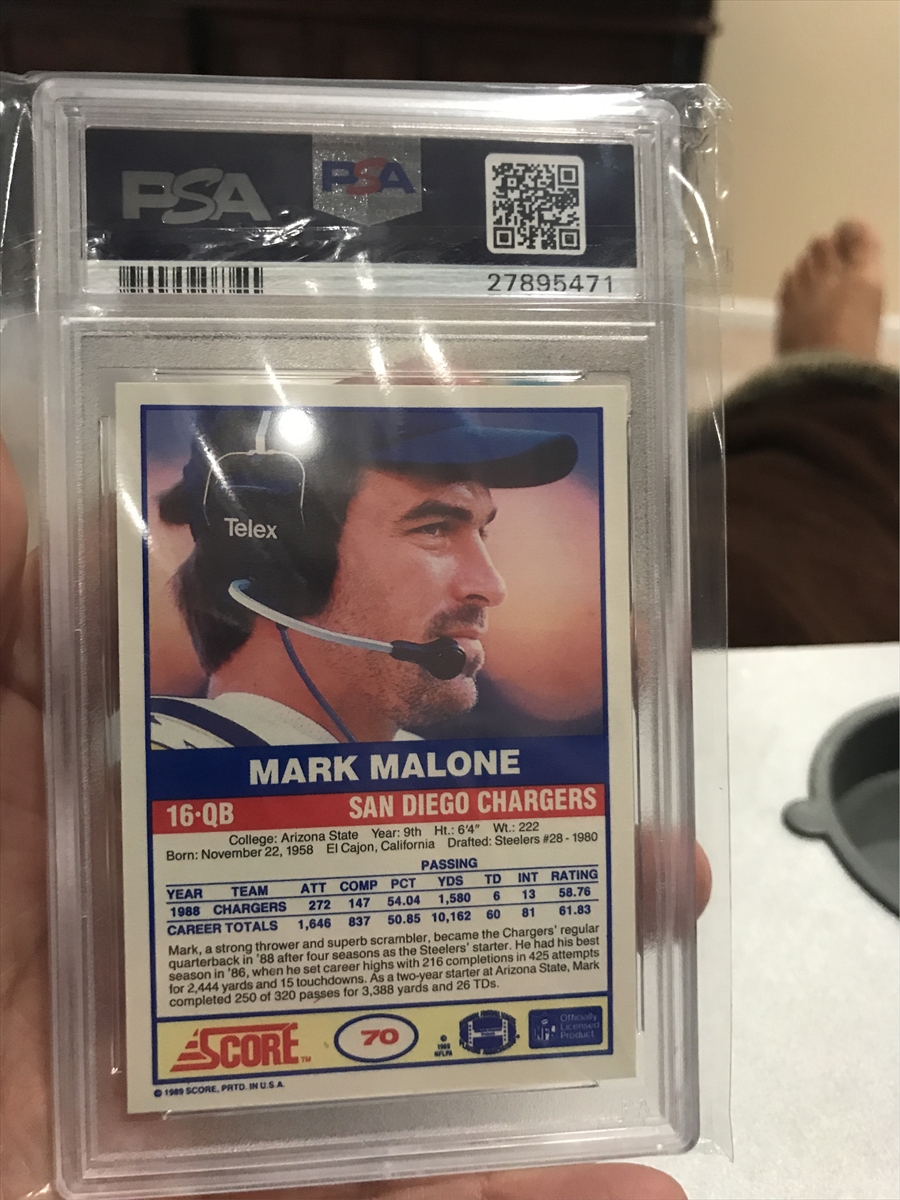 PSA PSA
27895471
Telex
MARK MALONE
16·QB SAN DIEGO CHARGERS
College: Arizona State Year: 9th Ht.: 6'4" Wt.: 222
Born: November 22, 1958 El Cajon, California Drafted: Steelers #28 - 1980
PASSING
YEAR TEAM ATT COMP PCT YDS TD INT RATING
1988 CHARGERS 272 147 54.04 1,580 6 13 58.76
CAREER TOTALS 1,646 837 50.85 10,162 60 81 61.83
Mark, a strong thrower and superb scrambler, became the Chargers' regular
quarterback in '88 after four seasons as the Steelers' starter. He had his best
season in '86, when he set career highs with 216 completions in 425 attempts
for 2,444 yards and 15 touchdowns. As a two-year starter at Arizona State, Mark
completed 250 of 320 passes for 3,388 yards and 26 TDs.
SCORE™ 70 © 1989 NFLPA NFL Officially Licensed Product
© 1989 SCORE, PRTD. IN U.S.A.